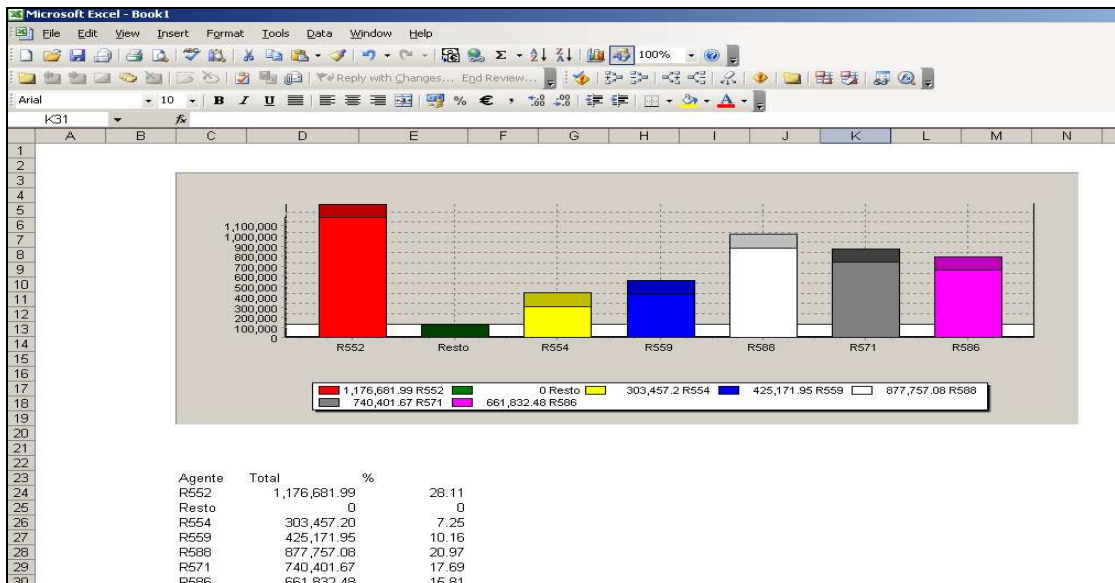 Microsoft Excel - Book1
File Edit View Insert Format Tools Data Window Help
100%
Reply with Changes... End Review...
Arial 10 B I U % €
K31 fx
A B C D E F G H I J K L M N
1
2
3
4
5
6
7
8
9
10
11
12
13
14
15
16
17
18
19
20
21
22
23
24
25
26
27
28
29
30
1,100,000
1,000,000
900,000
800,000
700,000
600,000
500,000
400,000
300,000
200,000
100,000
0
R552 Resto R554 R559 R588 R571 R586
1,176,681.99 R552 0 Resto 303,457.2 R554 425,171.95 R559 877,757.08 R588
740,401.67 R571 661,832.48 R586
Agente Total %
R552 1,176,681.99 28.11
Resto 0 0
R554 303,457.20 7.25
R559 425,171.95 10.16
R588 877,757.08 20.97
R571 740,401.67 17.69
R586 661,832.48 15.81